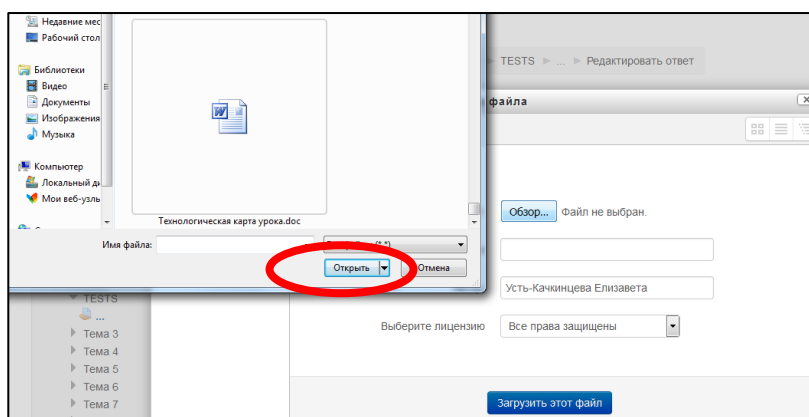 Недавние мес
Рабочий стол
Библиотеки
Видео
Документы
Изображения
Музыка
Компьютер
Локальный ди
Мои веб-узль
Технологическая карта урока.doc
Имя файла:
(*.*)
Открыть
Отмена
TESTS ... Редактировать ответ
файла
Обзор... Файл не выбран.
Усть-Качкинцева Елизавета
Выберите лицензию Все права защищены
Загрузить этот файл
TESTS
...
Тема 3
Тема 4
Тема 5
Тема 6
Тема 7